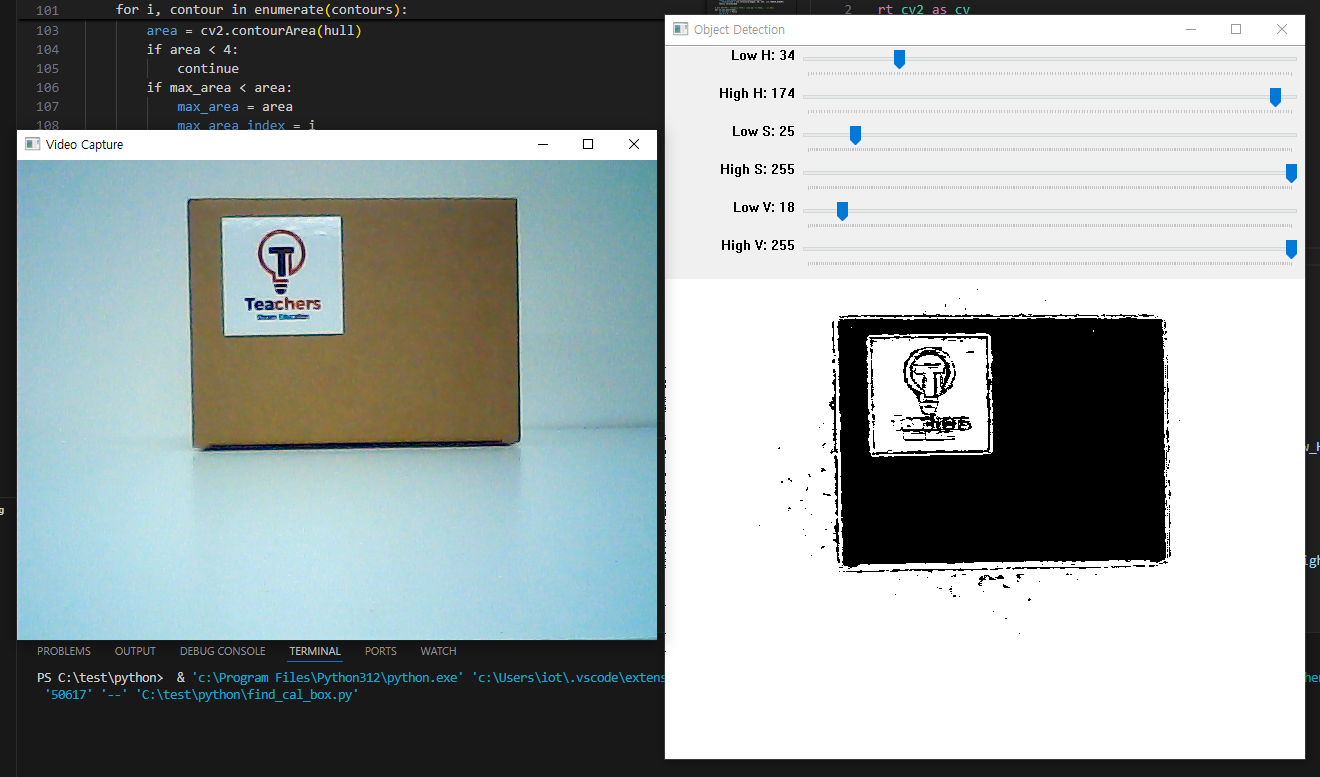 101 for i, contour in enumerate(contours):
103 area = cv2.contourArea(hull)
104 if area < 4:
105 continue
106 if max_area < area:
107 max_area = area
108 max_area_index = i
2 rt cv2 as cv
Object Detection
Low H: 34
High H: 174
Low S: 25
High S: 255
Low V: 18
High V: 255
Video Capture
T
Teachers
Steam Education
PROBLEMS OUTPUT DEBUG CONSOLE TERMINAL PORTS WATCH
PS C:\test\python> & 'c:\Program Files\Python312\python.exe' 'c:\Users\iot\.vscode\extens
'50617' '--' 'C:\test\python\find_cal_box.py'